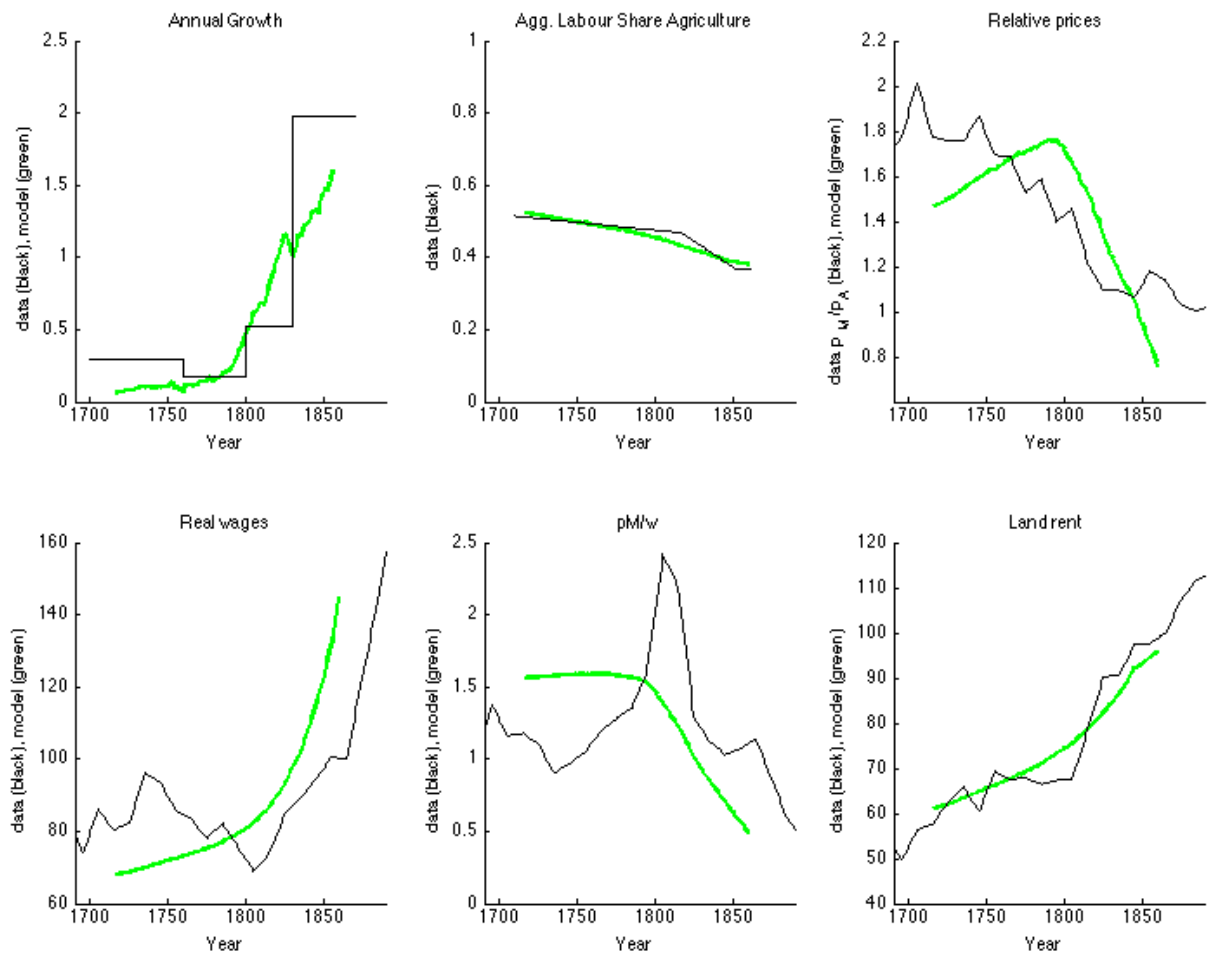 Annual Growth
data (black), model (green)
2.5
2
1.5
1
0.5
0
1700 1750 1800 1850
Year
Agg. Labour Share Agriculture
data (black)
1
0.8
0.6
0.4
0.2
0
1700 1750 1800 1850
Year
Relative prices
data p M/p A (black), model (green)
2.2
2
1.8
1.6
1.4
1.2
1
0.8
1700 1750 1800 1850
Year
Real wages
data (black), model (green)
160
140
120
100
80
60
1700 1750 1800 1850
Year
pM/w
data (black), model (green)
2.5
2
1.5
1
0.5
0
1700 1750 1800 1850
Year
Land rent
data (black), model (green)
120
110
100
90
80
70
60
50
40
1700 1750 1800 1850
Year